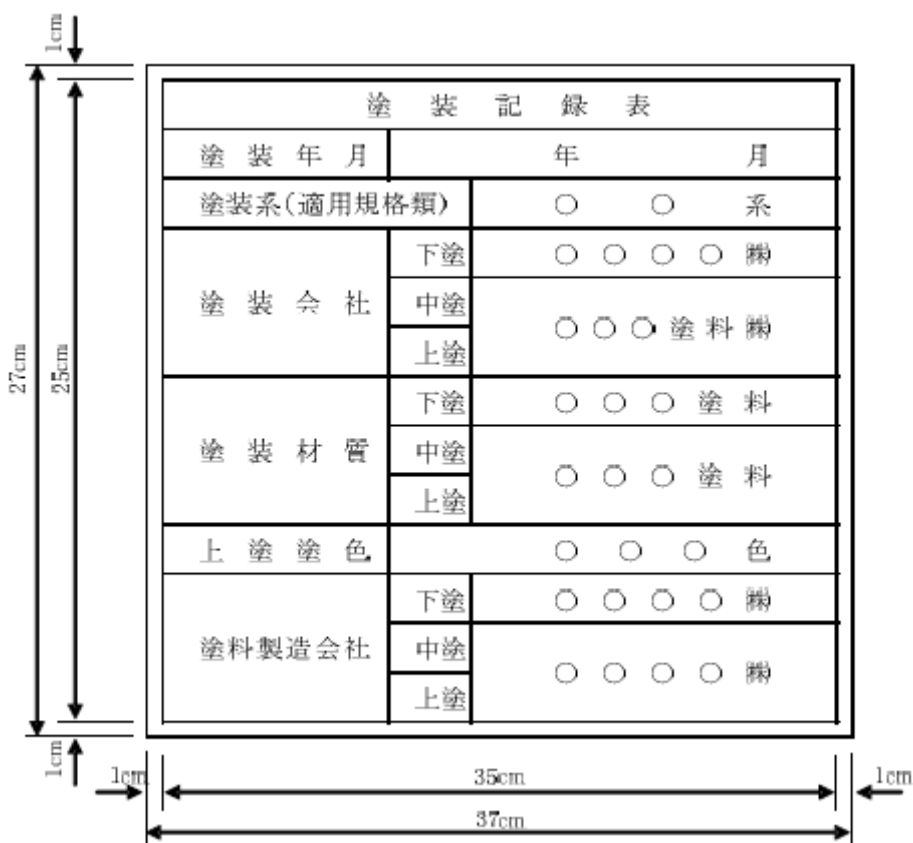 1cm
塗装記録表
塗装年月 年 月
塗装系(適用規格類) ○ ○ 系
塗装会社 下塗 ○○○○㈱
中塗
上塗 ○○○塗料㈱
塗装材質 下塗 ○○○塗料
中塗
上塗 ○○○塗料
上塗塗色 ○○○色
塗料製造会社 下塗 ○○○○㈱
中塗
上塗 ○○○○㈱
27cm
25cm
1cm
1cm
35cm
1cm
37cm